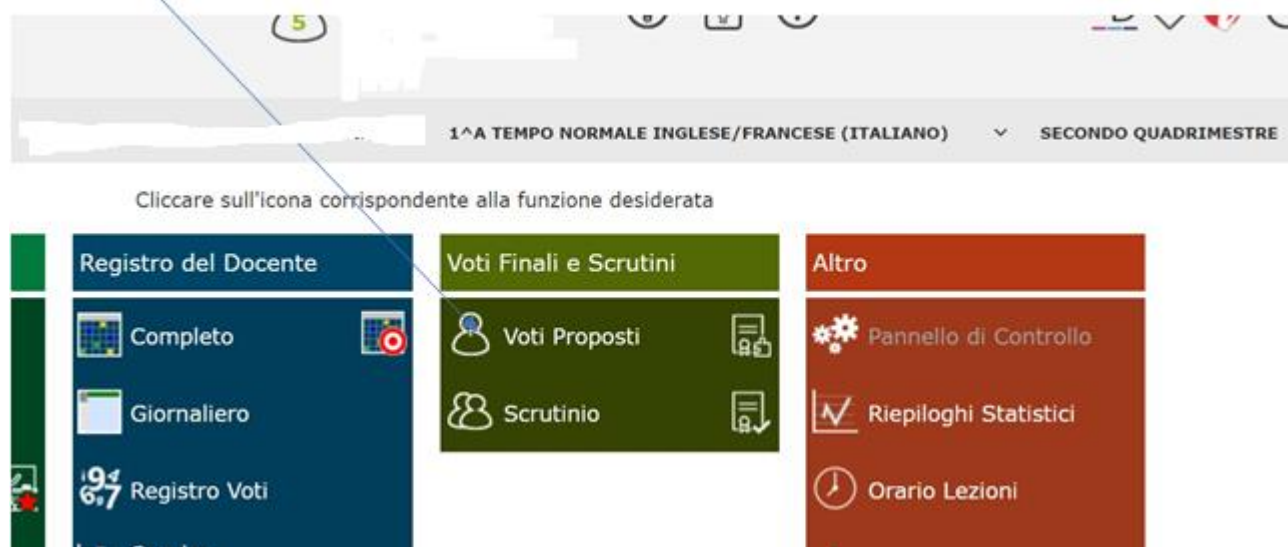 5
1^A TEMPO NORMALE INGLESE/FRANCESE (ITALIANO)
SECONDO QUADRIMESTRE
Cliccare sull'icona corrispondente alla funzione desiderata
Registro del Docente
Completo
Giornaliero
Registro Voti
Voti Finali e Scrutini
Voti Proposti
Scrutinio
Altro
Pannello di Controllo
Riepiloghi Statistici
Orario Lezioni